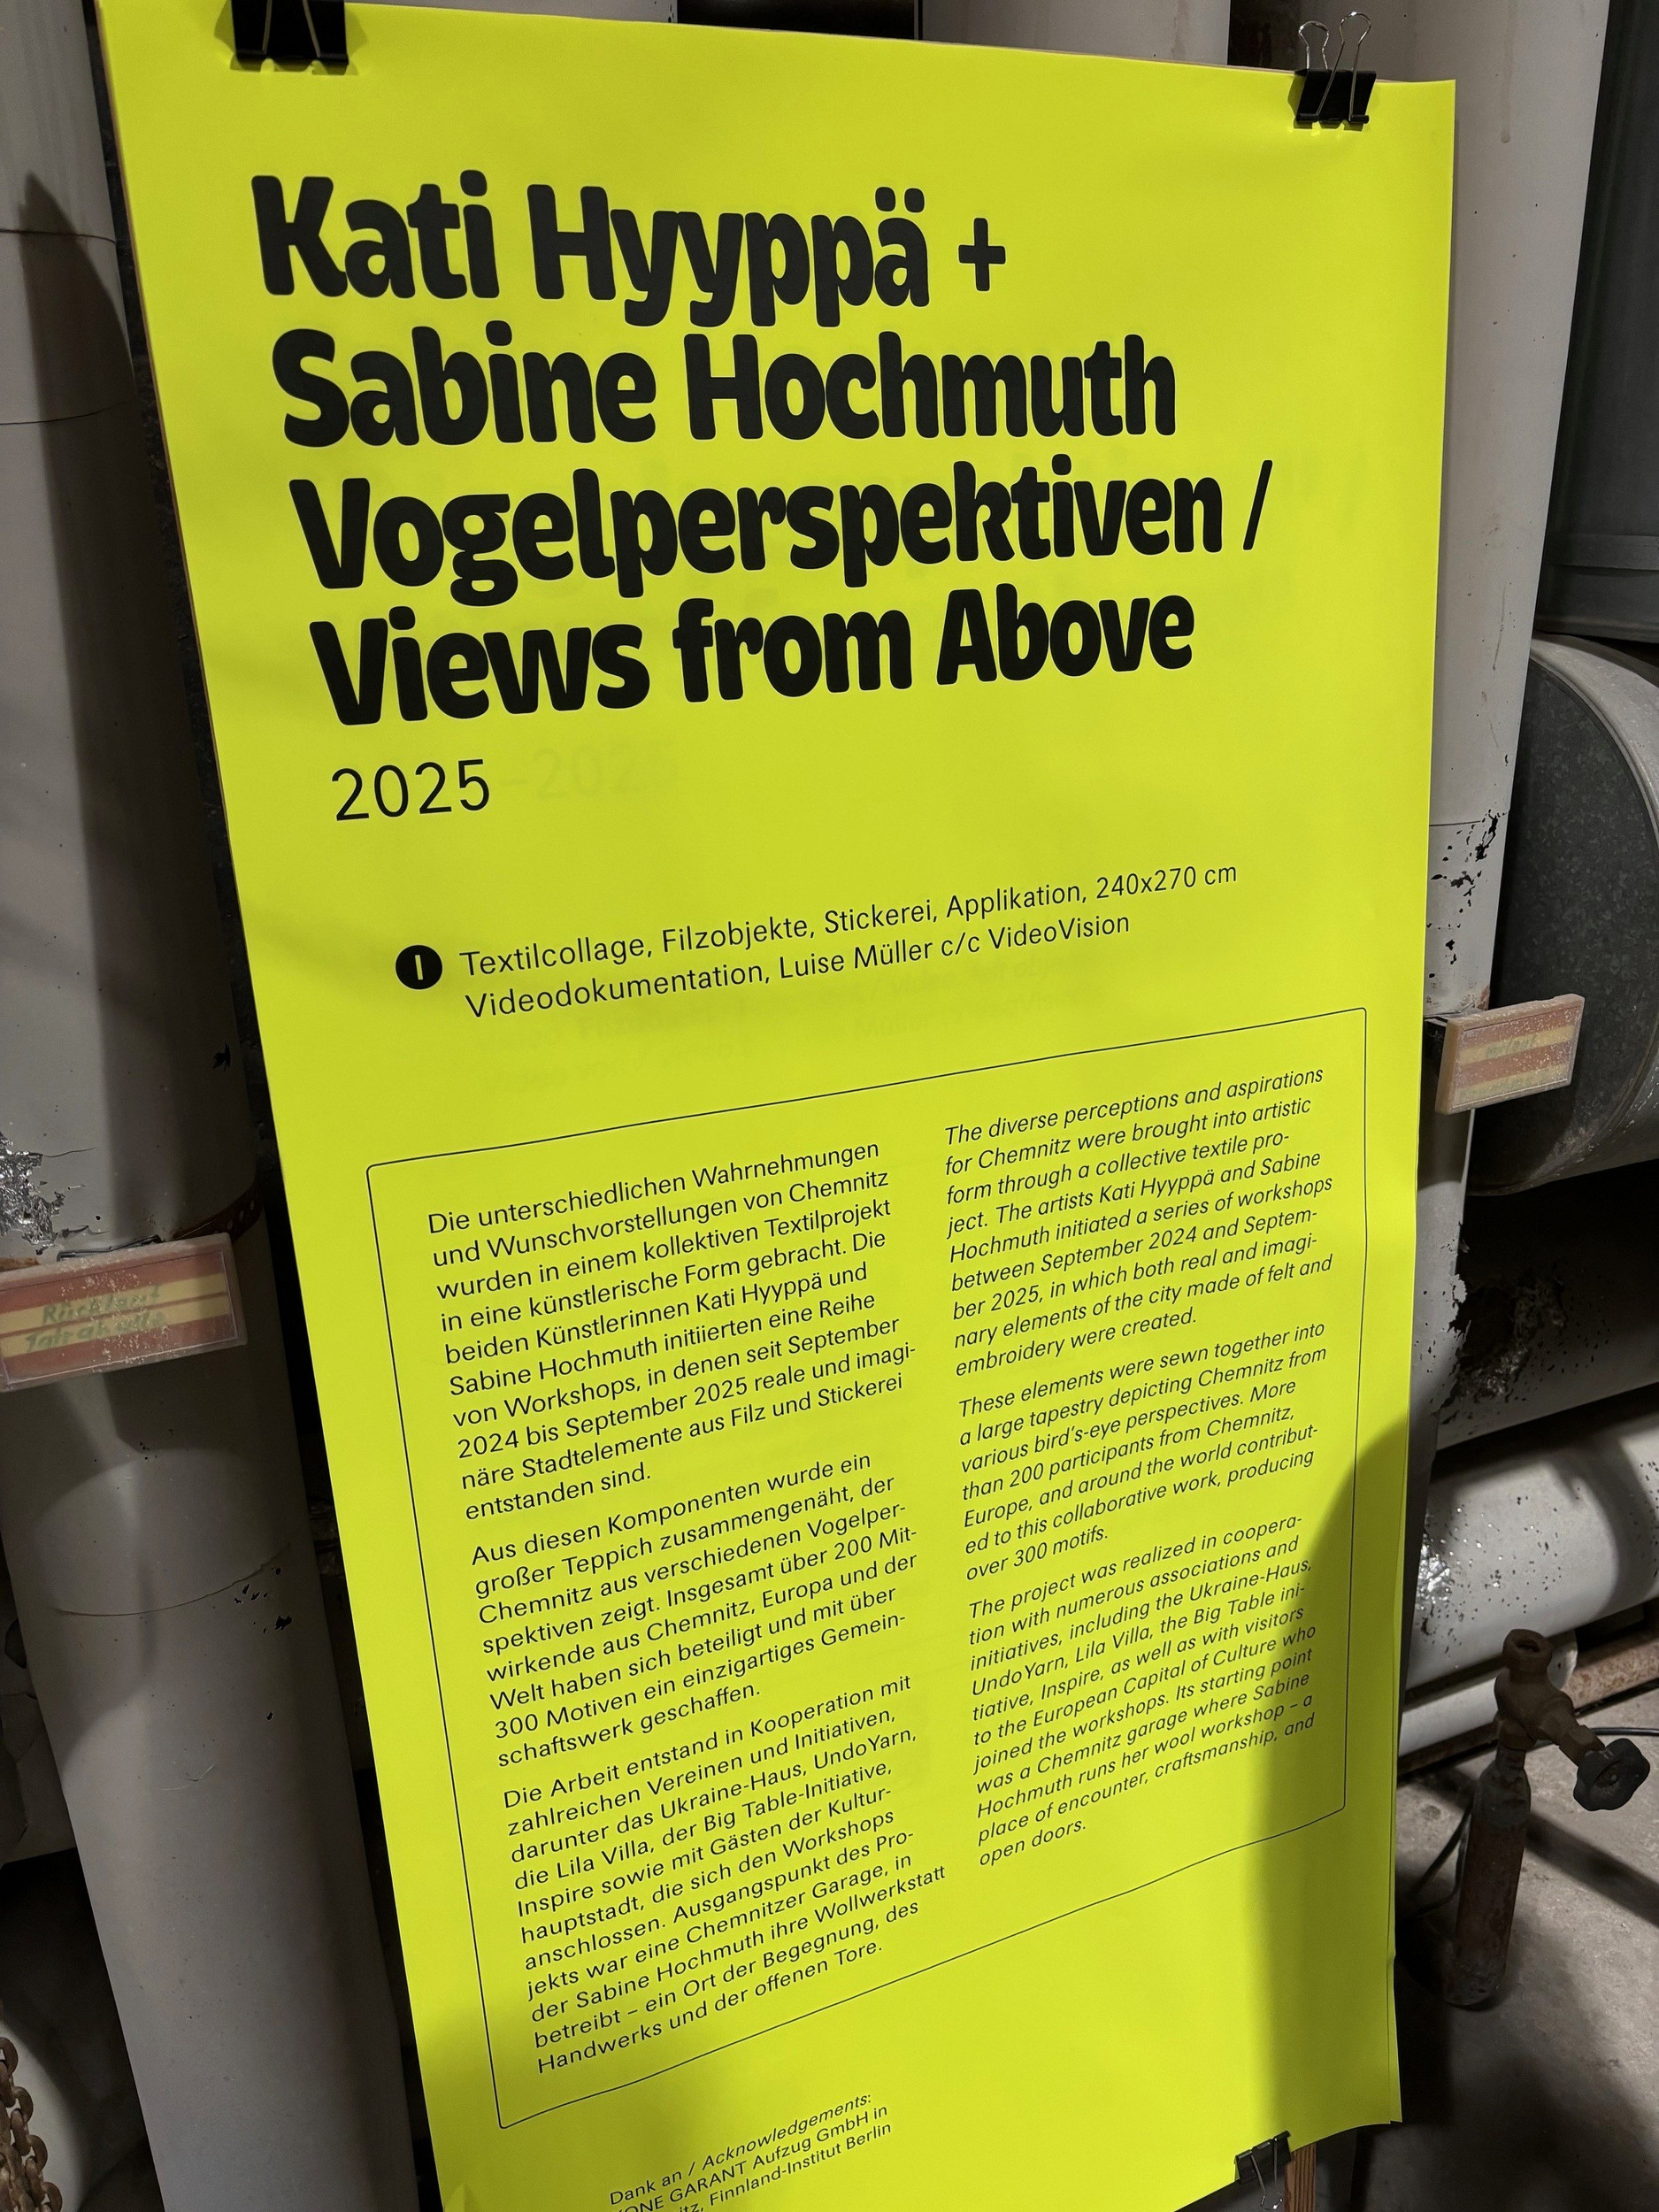 Kati Hyyppä +
Sabine Hochmuth
Vogelperspektiven /
Views from Above
2025
1 Textilcollage, Filzobjekte, Stickerei, Applikation, 240x270 cm
Videodokumentation, Luise Müller c/c VideoVision
Die unterschiedlichen Wahrnehmungen
und Wunschvorstellungen von Chemnitz
wurden in einem kollektiven Textilprojekt
in eine künstlerische Form gebracht. Die
beiden Künstlerinnen Kati Hyyppä und
Sabine Hochmuth initiierten eine Reihe
von Workshops, in denen seit September
2024 bis September 2025 reale und imagi-
näre Stadtelemente aus Filz und Stickerei
entstanden sind.
Aus diesen Komponenten wurde ein
großer Teppich zusammengenäht, der
Chemnitz aus verschiedenen Vogelper-
spektiven zeigt. Insgesamt über 200 Mit-
wirkende aus Chemnitz, Europa und der
Welt haben sich beteiligt und mit über
300 Motiven ein einzigartiges Gemein-
schaftswerk geschaffen.
Die Arbeit entstand in Kooperation mit
zahlreichen Vereinen und Initiativen,
darunter das Ukraine-Haus, UndoYarn,
die Lila Villa, der Big Table-Initiative,
Inspire sowie mit Gästen der Kultur-
hauptstadt, die sich den Workshops
anschlossen. Ausgangspunkt des Pro-
jekts war eine Chemnitzer Garage, in
der Sabine Hochmuth ihre Wollwerkstatt
betreibt – ein Ort der Begegnung, des
Handwerks und der offenen Tore.
The diverse perceptions and aspirations
for Chemnitz were brought into artistic
form through a collective textile pro-
ject. The artists Kati Hyyppä and Sabine
Hochmuth initiated a series of workshops
between September 2024 and Septem-
ber 2025, in which both real and imagi-
nary elements of the city made of felt and
embroidery were created.
These elements were sewn together into
a large tapestry depicting Chemnitz from
various bird's-eye perspectives. More
than 200 participants from Chemnitz,
Europe, and around the world contribut-
ed to this collaborative work, producing
over 300 motifs.
The project was realized in coopera-
tion with numerous associations and
initiatives, including the Ukraine-Haus,
UndoYarn, Lila Villa, the Big Table ini-
tiative, Inspire, as well as with visitors
to the European Capital of Culture who
joined the workshops. Its starting point
was a Chemnitz garage where Sabine
Hochmuth runs her wool workshop – a
place of encounter, craftsmanship, and
open doors.
Dank an / Acknowledgements:
GARANT Aufzug GmbH in
Finnland-Institut Berlin
Rücklauf